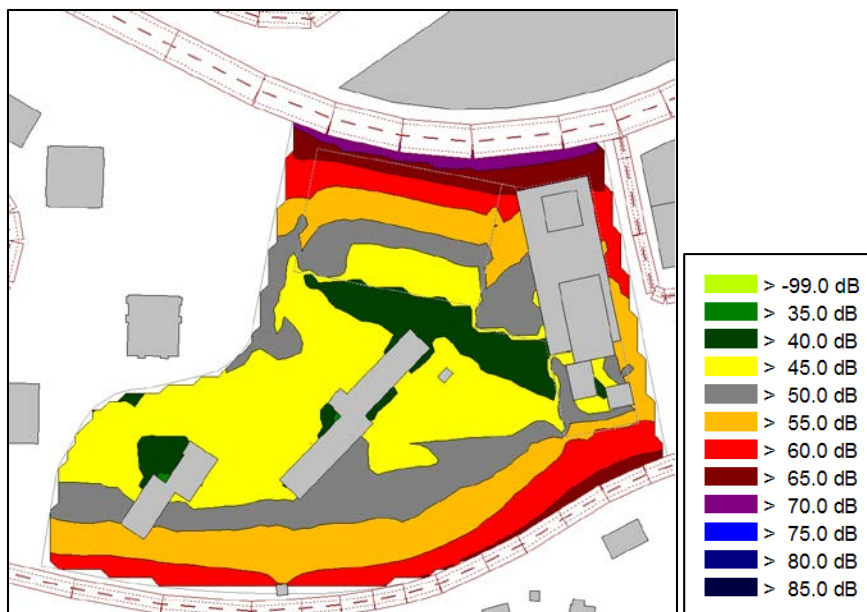 > -99.0 dB
> 35.0 dB
> 40.0 dB
> 45.0 dB
> 50.0 dB
> 55.0 dB
> 60.0 dB
> 65.0 dB
> 70.0 dB
> 75.0 dB
> 80.0 dB
> 85.0 dB